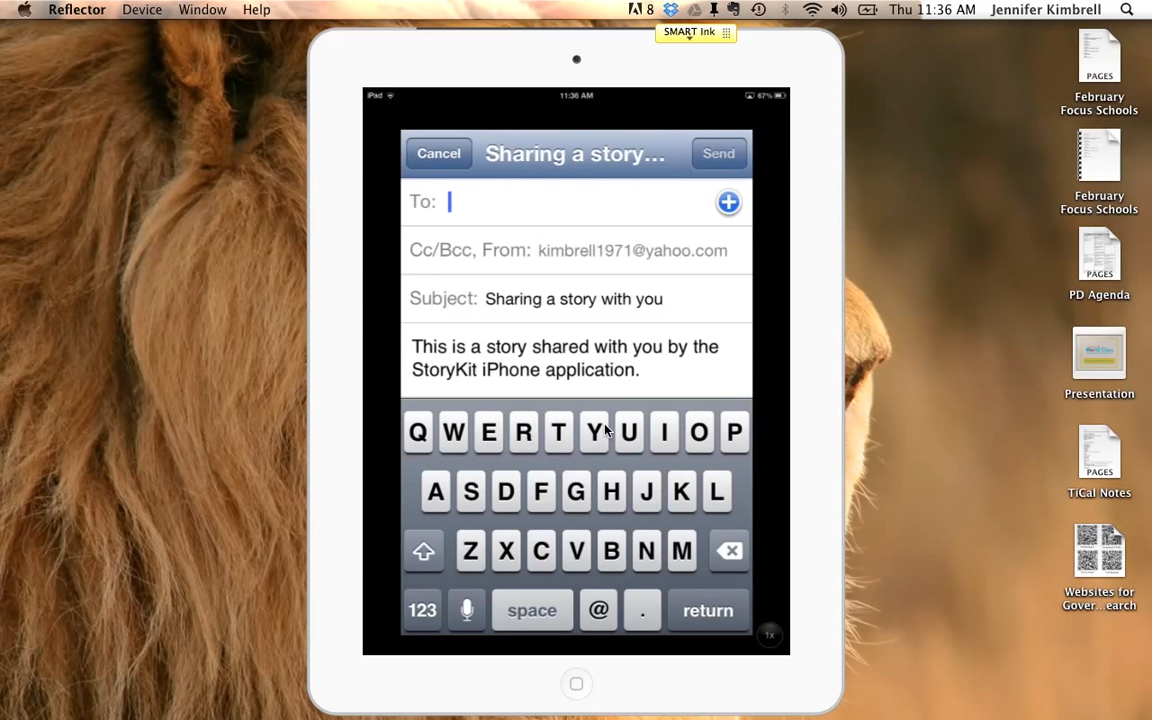 Reflector Device Window Help 8 Thu 11:36 AM Jennifer Kimbrell
SMART Ink
iPad 11:36 AM 67%
Cancel Sharing a story... Send
To:
Cc/Bcc, From: kimbrell1971@yahoo.com
Subject: Sharing a story with you
This is a story shared with you by the
StoryKit iPhone application.
Q W E R T Y U I O P
A S D F G H J K L
Z X C V B N M
123 space @ . return
1x
PAGES
February
Focus Schools
February
Focus Schools
PAGES
PD Agenda
Presentation
PAGES
TiCal Notes
Websites for
Gover...earch